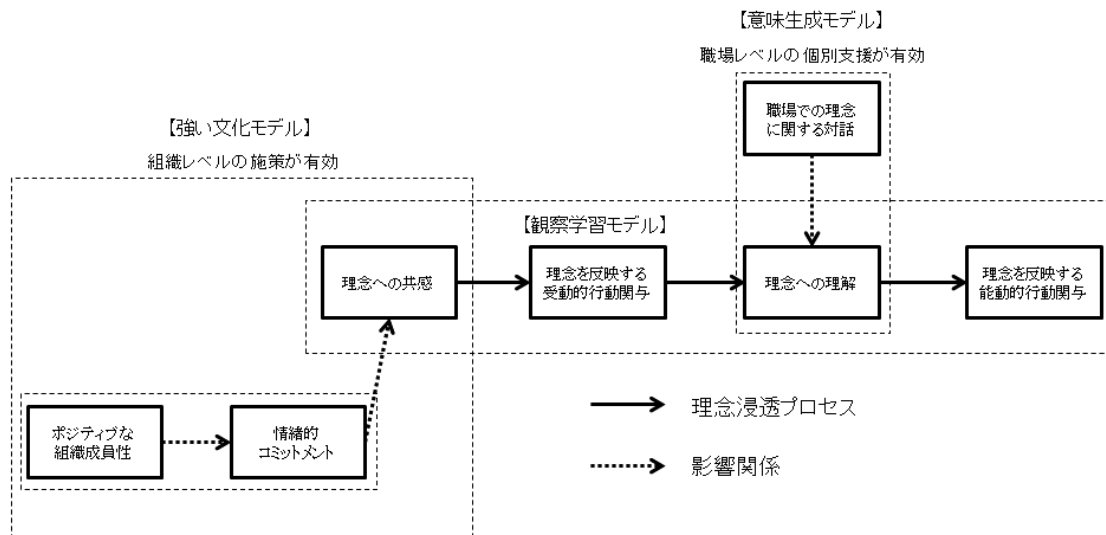 【意味生成モデル】
職場レベルの個別支援が有効
職場での理念
に関する対話
【強い文化モデル】
組織レベルの施策が有効
【観察学習モデル】
理念への共感
理念を反映する
受動的行動関与
理念への理解
理念を反映する
能動的行動関与
ポジティブな
組織成員性
情緒的
コミットメント
理念浸透プロセス
影響関係